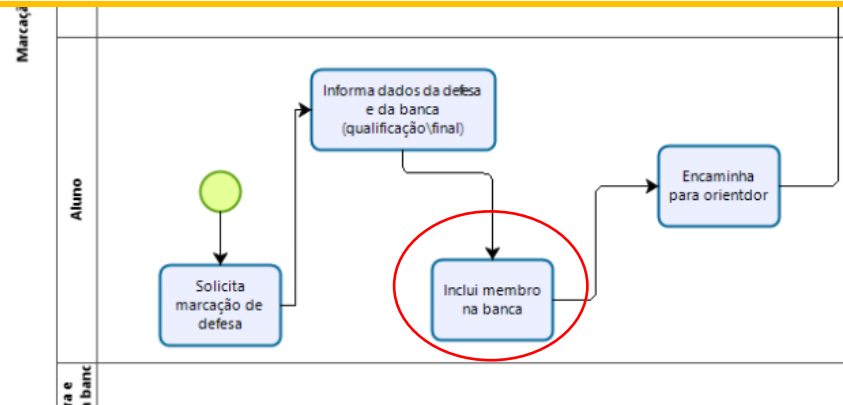 Marcaçã
Aluno
Informa dados da defesa
e da banca
(qualificação\final)
Solicita
marcação de
defesa
Inclui membro
na banca
Encaminha
para orientdor
ra e
banc